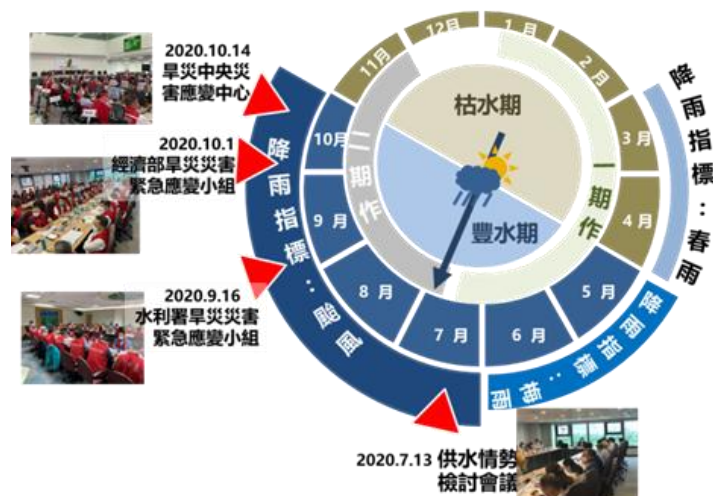 2020.10.14
旱災中央災
害應變中心
2020.10.1
經濟部旱災災害
緊急應變小組
2020.9.16
水利署旱災災害
緊急應變小組
2020.7.13 供水情勢
檢討會議
1 月
2 月
3 月
4 月
5 月
6 月
7 月
8 月
9 月
10月
11月
12月
枯水期
豐水期
一期作
二期作
降雨指標：春雨
降雨指標：梅雨
降雨指標：颱風